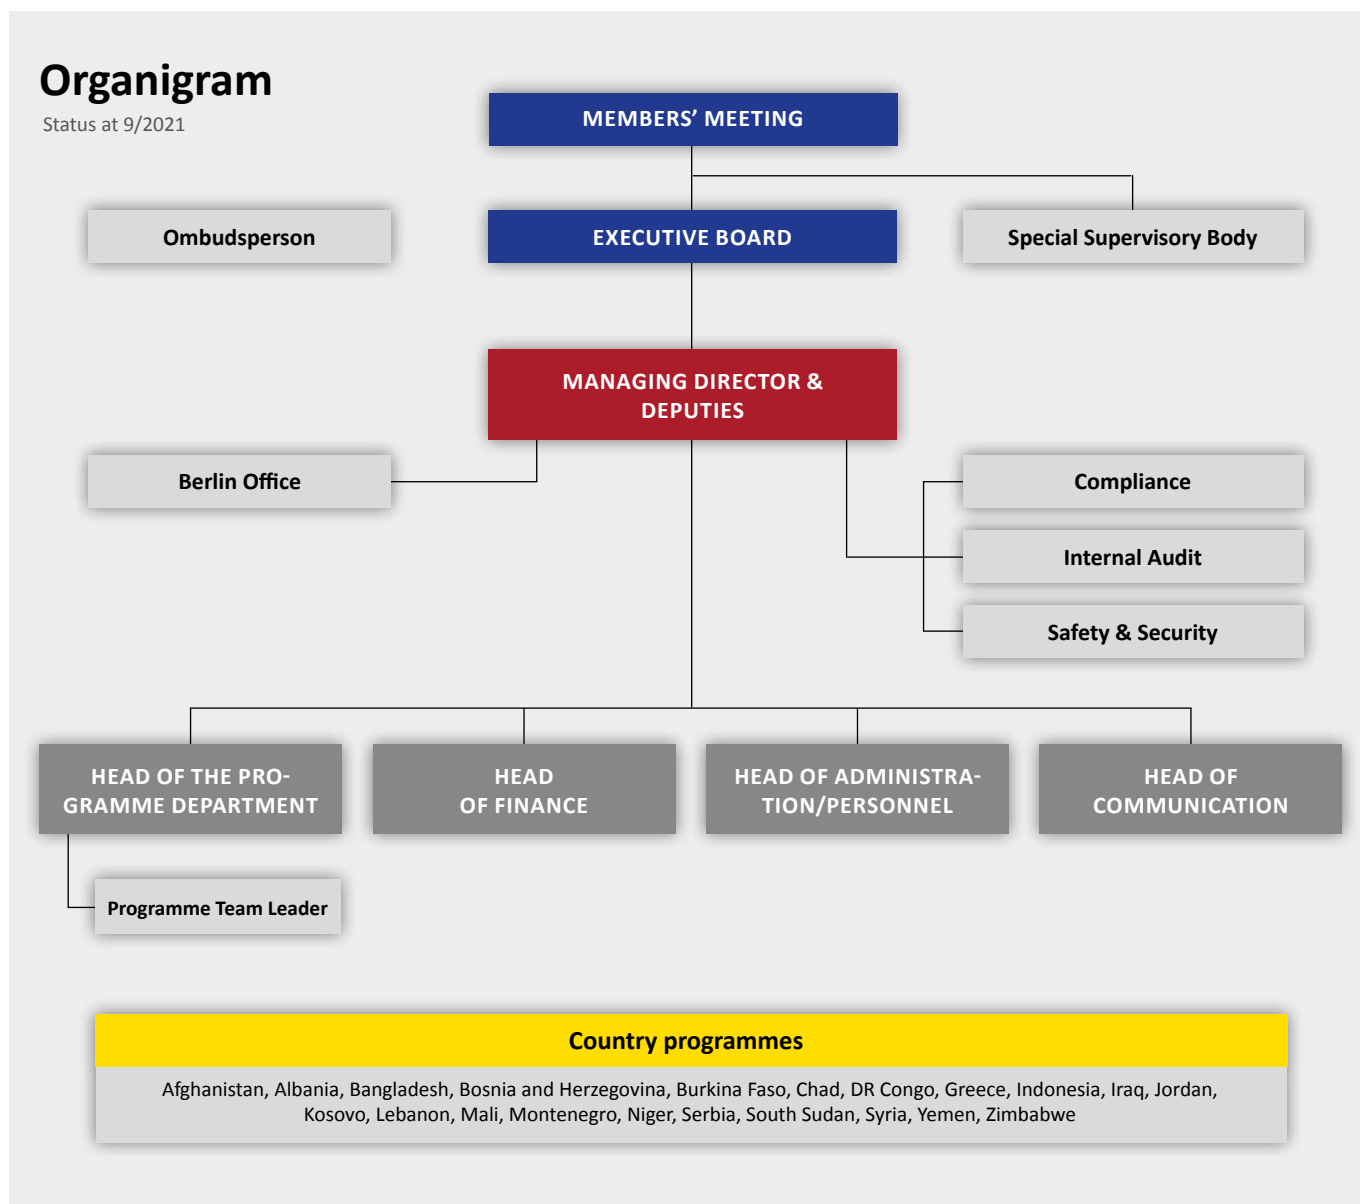 Organigram
Status at 9/2021
MEMBERS’ MEETING
Ombudsperson
EXECUTIVE BOARD
Special Supervisory Body
MANAGING DIRECTOR &
DEPUTIES
Berlin Office
Compliance
Internal Audit
Safety & Security
HEAD OF THE PRO-
GRAMME DEPARTMENT
HEAD
OF FINANCE
HEAD OF ADMINISTRA-
TION/PERSONNEL
HEAD OF
COMMUNICATION
Programme Team Leader
Country programmes
Afghanistan, Albania, Bangladesh, Bosnia and Herzegovina, Burkina Faso, Chad, DR Congo, Greece, Indonesia, Iraq, Jordan,
Kosovo, Lebanon, Mali, Montenegro, Niger, Serbia, South Sudan, Syria, Yemen, Zimbabwe